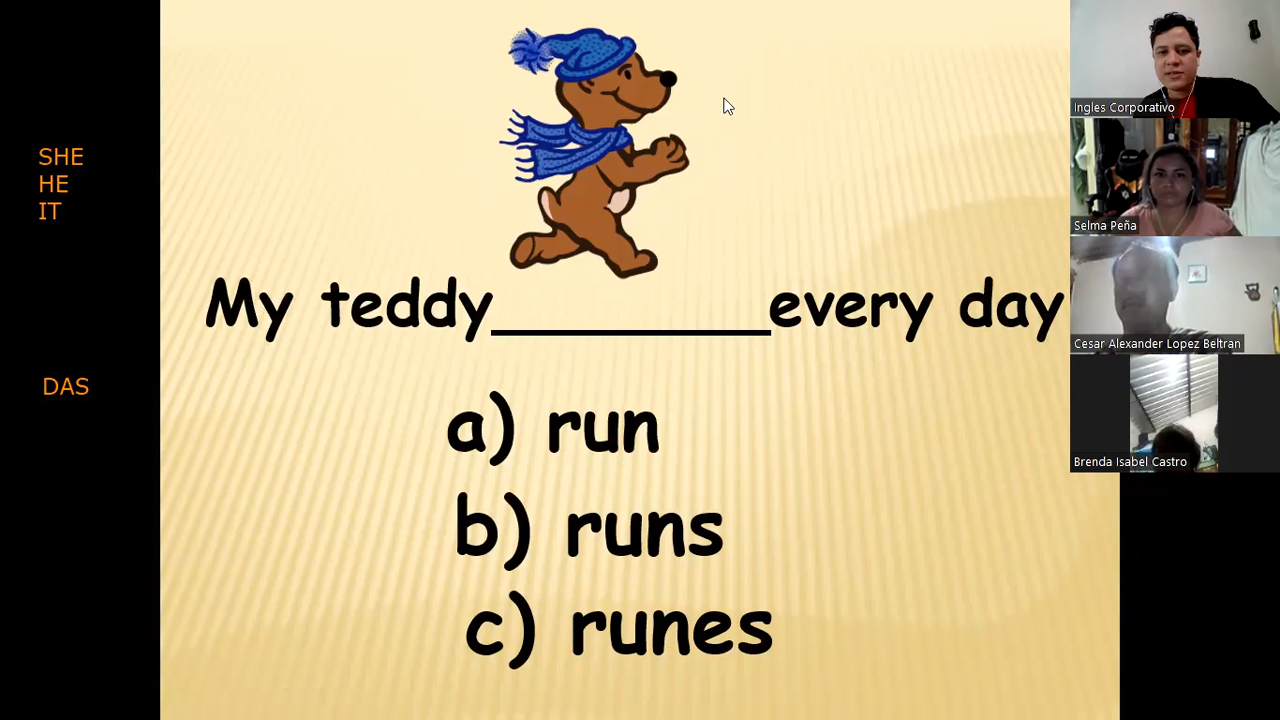 SHE
HE
IT
DAS
My teddy_________every day
a) run
b) runs
c) runes
Ingles Corporativo
Selma Peña
Cesar Alexander Lopez Beltran
Brenda Isabel Castro